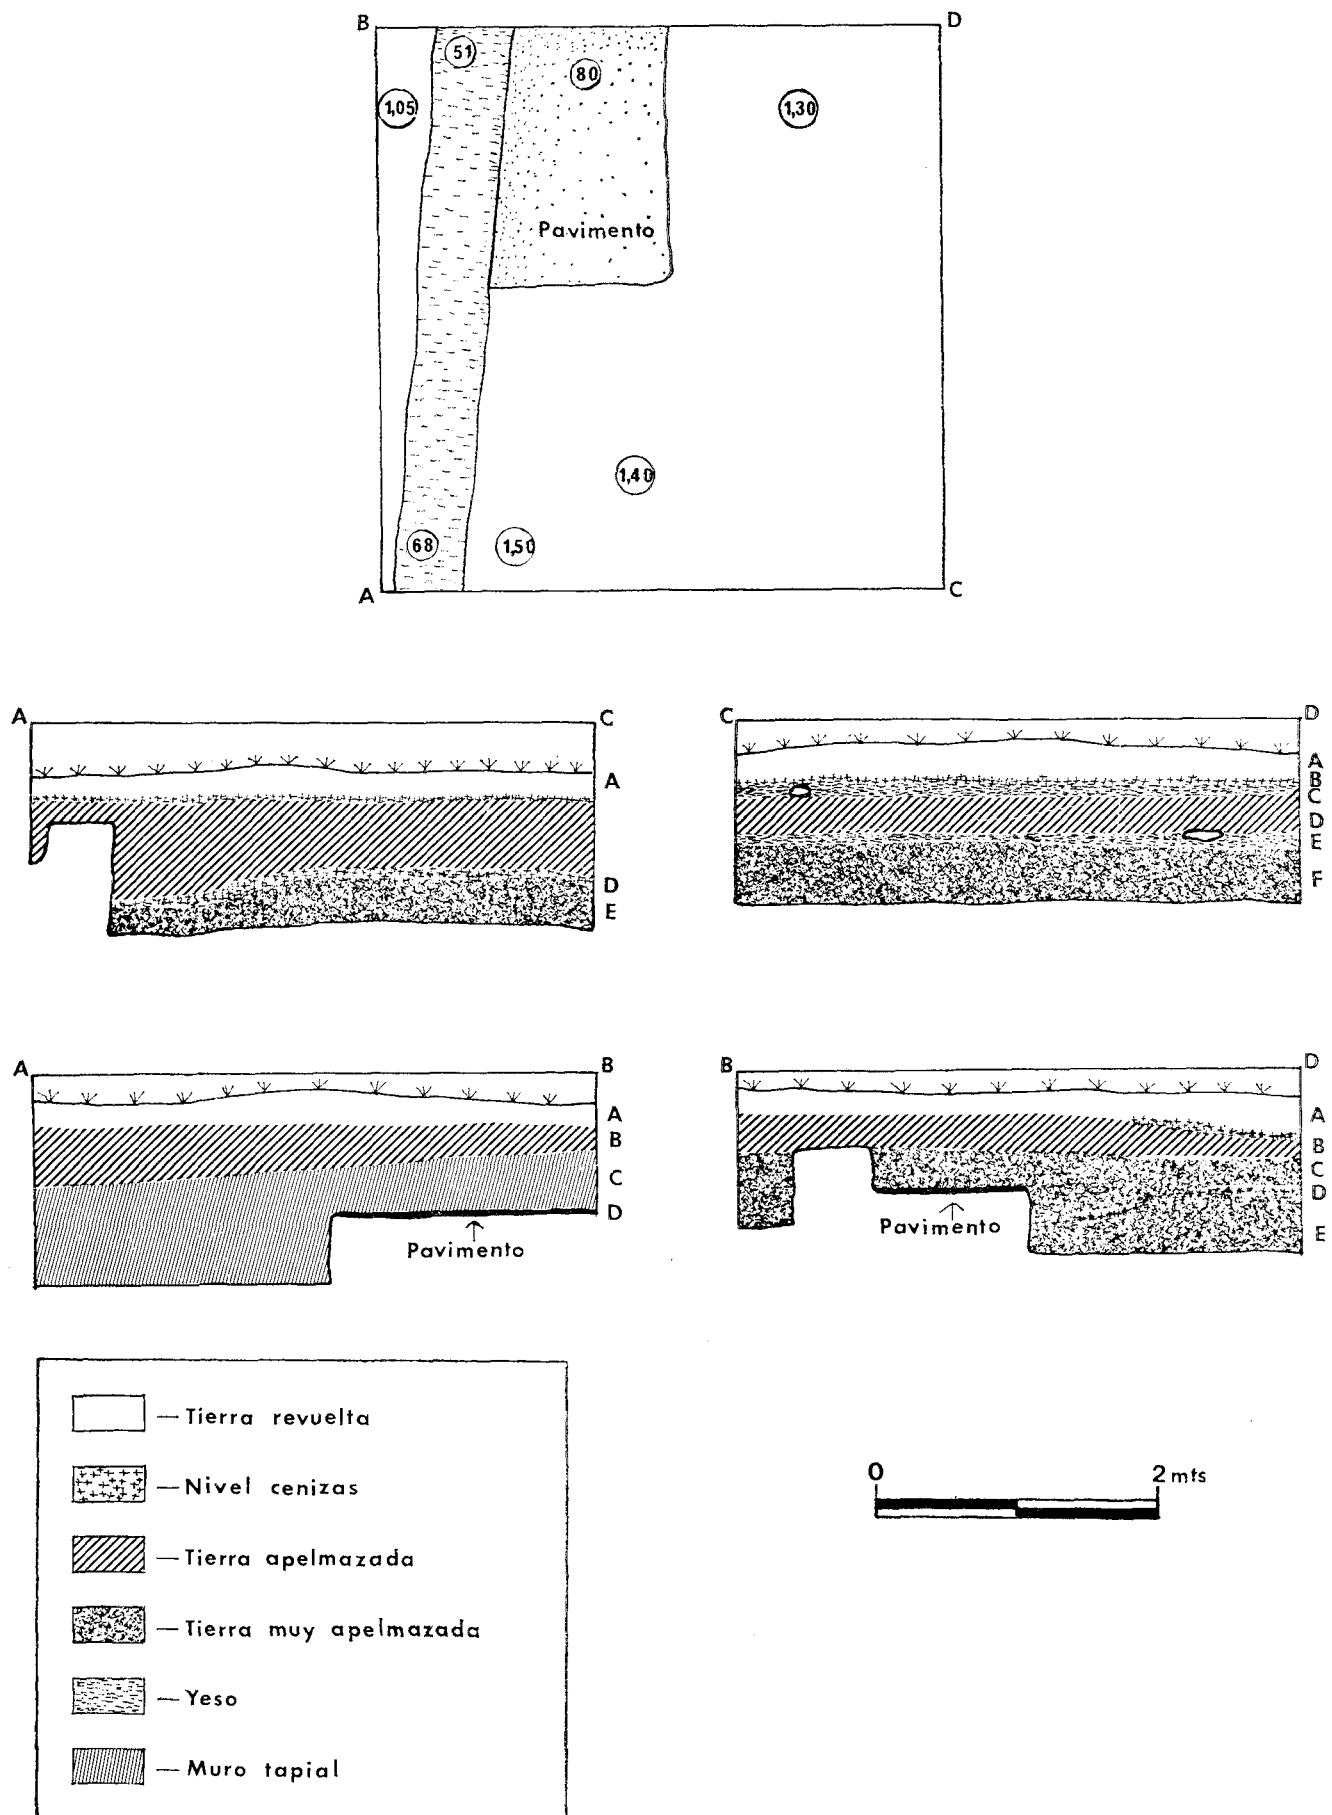 B D
51
80
1,05
1,30
Pavimento
1,40
68
1,50
A C
A C
A
D
E
C D
A
B
C
D
E
F
A B
A
B
C
D
Pavimento
B D
A
B
C
D
E
Pavimento
— Tierra revuelta
— Nivel cenizas
— Tierra apelmazada
— Tierra muy apelmazada
— Yeso
— Muro tapial
0 2 mts